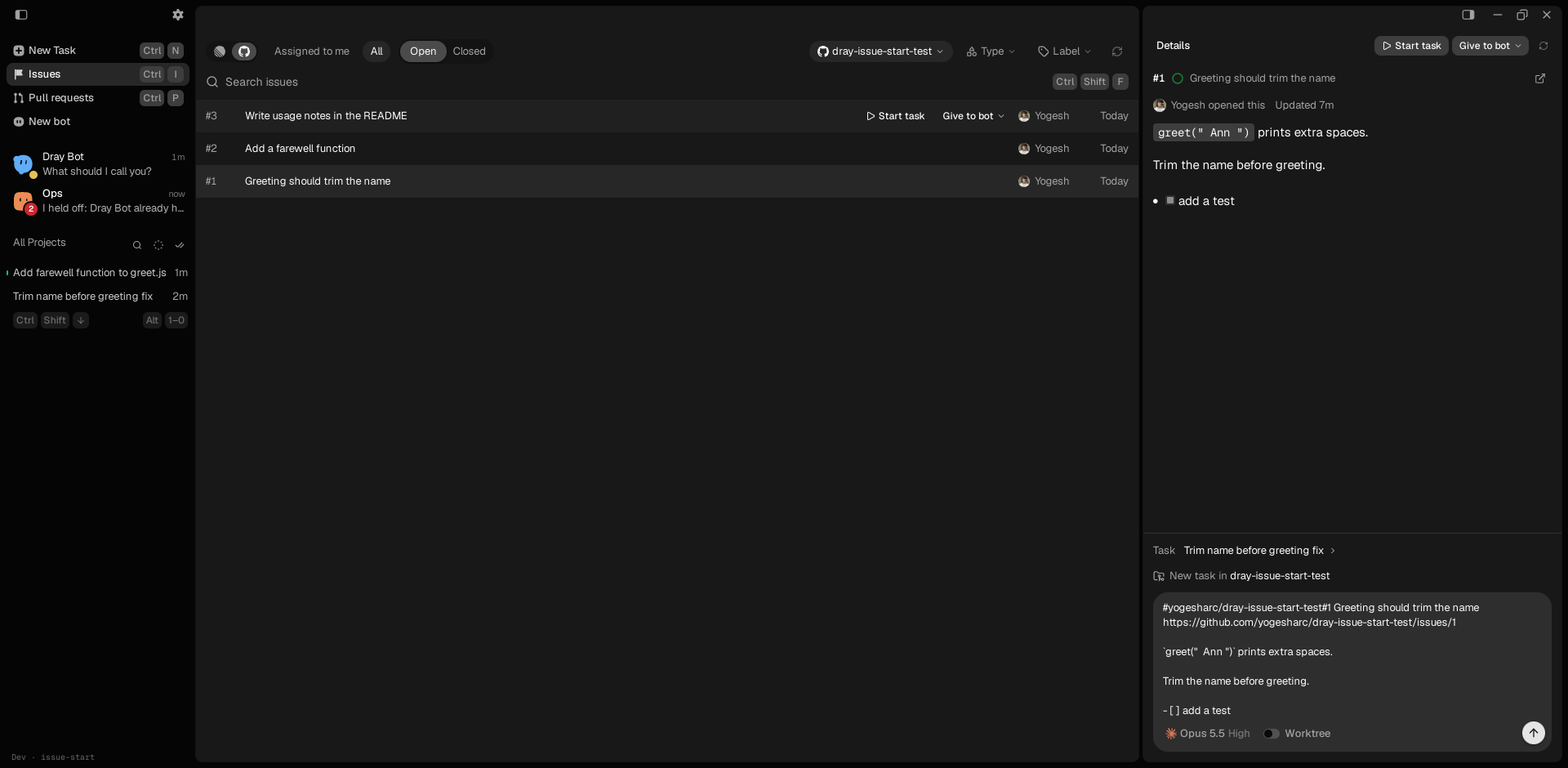 New Task Ctrl N
Issues Ctrl I
Pull requests Ctrl P
New bot
Dray Bot 1m
What should I call you?
Ops now
2 I held off: Dray Bot already h...
All Projects
Add farewell function to greet.js 1m
Trim name before greeting fix 2m
Ctrl Shift ↓ Alt 1–0
Dev · issue-start
Assigned to me All Open Closed dray-issue-start-test Type Label
Search issues Ctrl Shift F
#3 Write usage notes in the README Start task Give to bot Yogesh Today
#2 Add a farewell function Yogesh Today
#1 Greeting should trim the name Yogesh Today
Details Start task Give to bot
#1 Greeting should trim the name
Yogesh opened this Updated 7m
greet(" Ann ") prints extra spaces.
Trim the name before greeting.
• add a test
Task Trim name before greeting fix >
New task in dray-issue-start-test
#yogesharc/dray-issue-start-test#1 Greeting should trim the name
https://github.com/yogesharc/dray-issue-start-test/issues/1
`greet("  Ann ")` prints extra spaces.
Trim the name before greeting.
- [ ] add a test
Opus 5.5 High Worktree